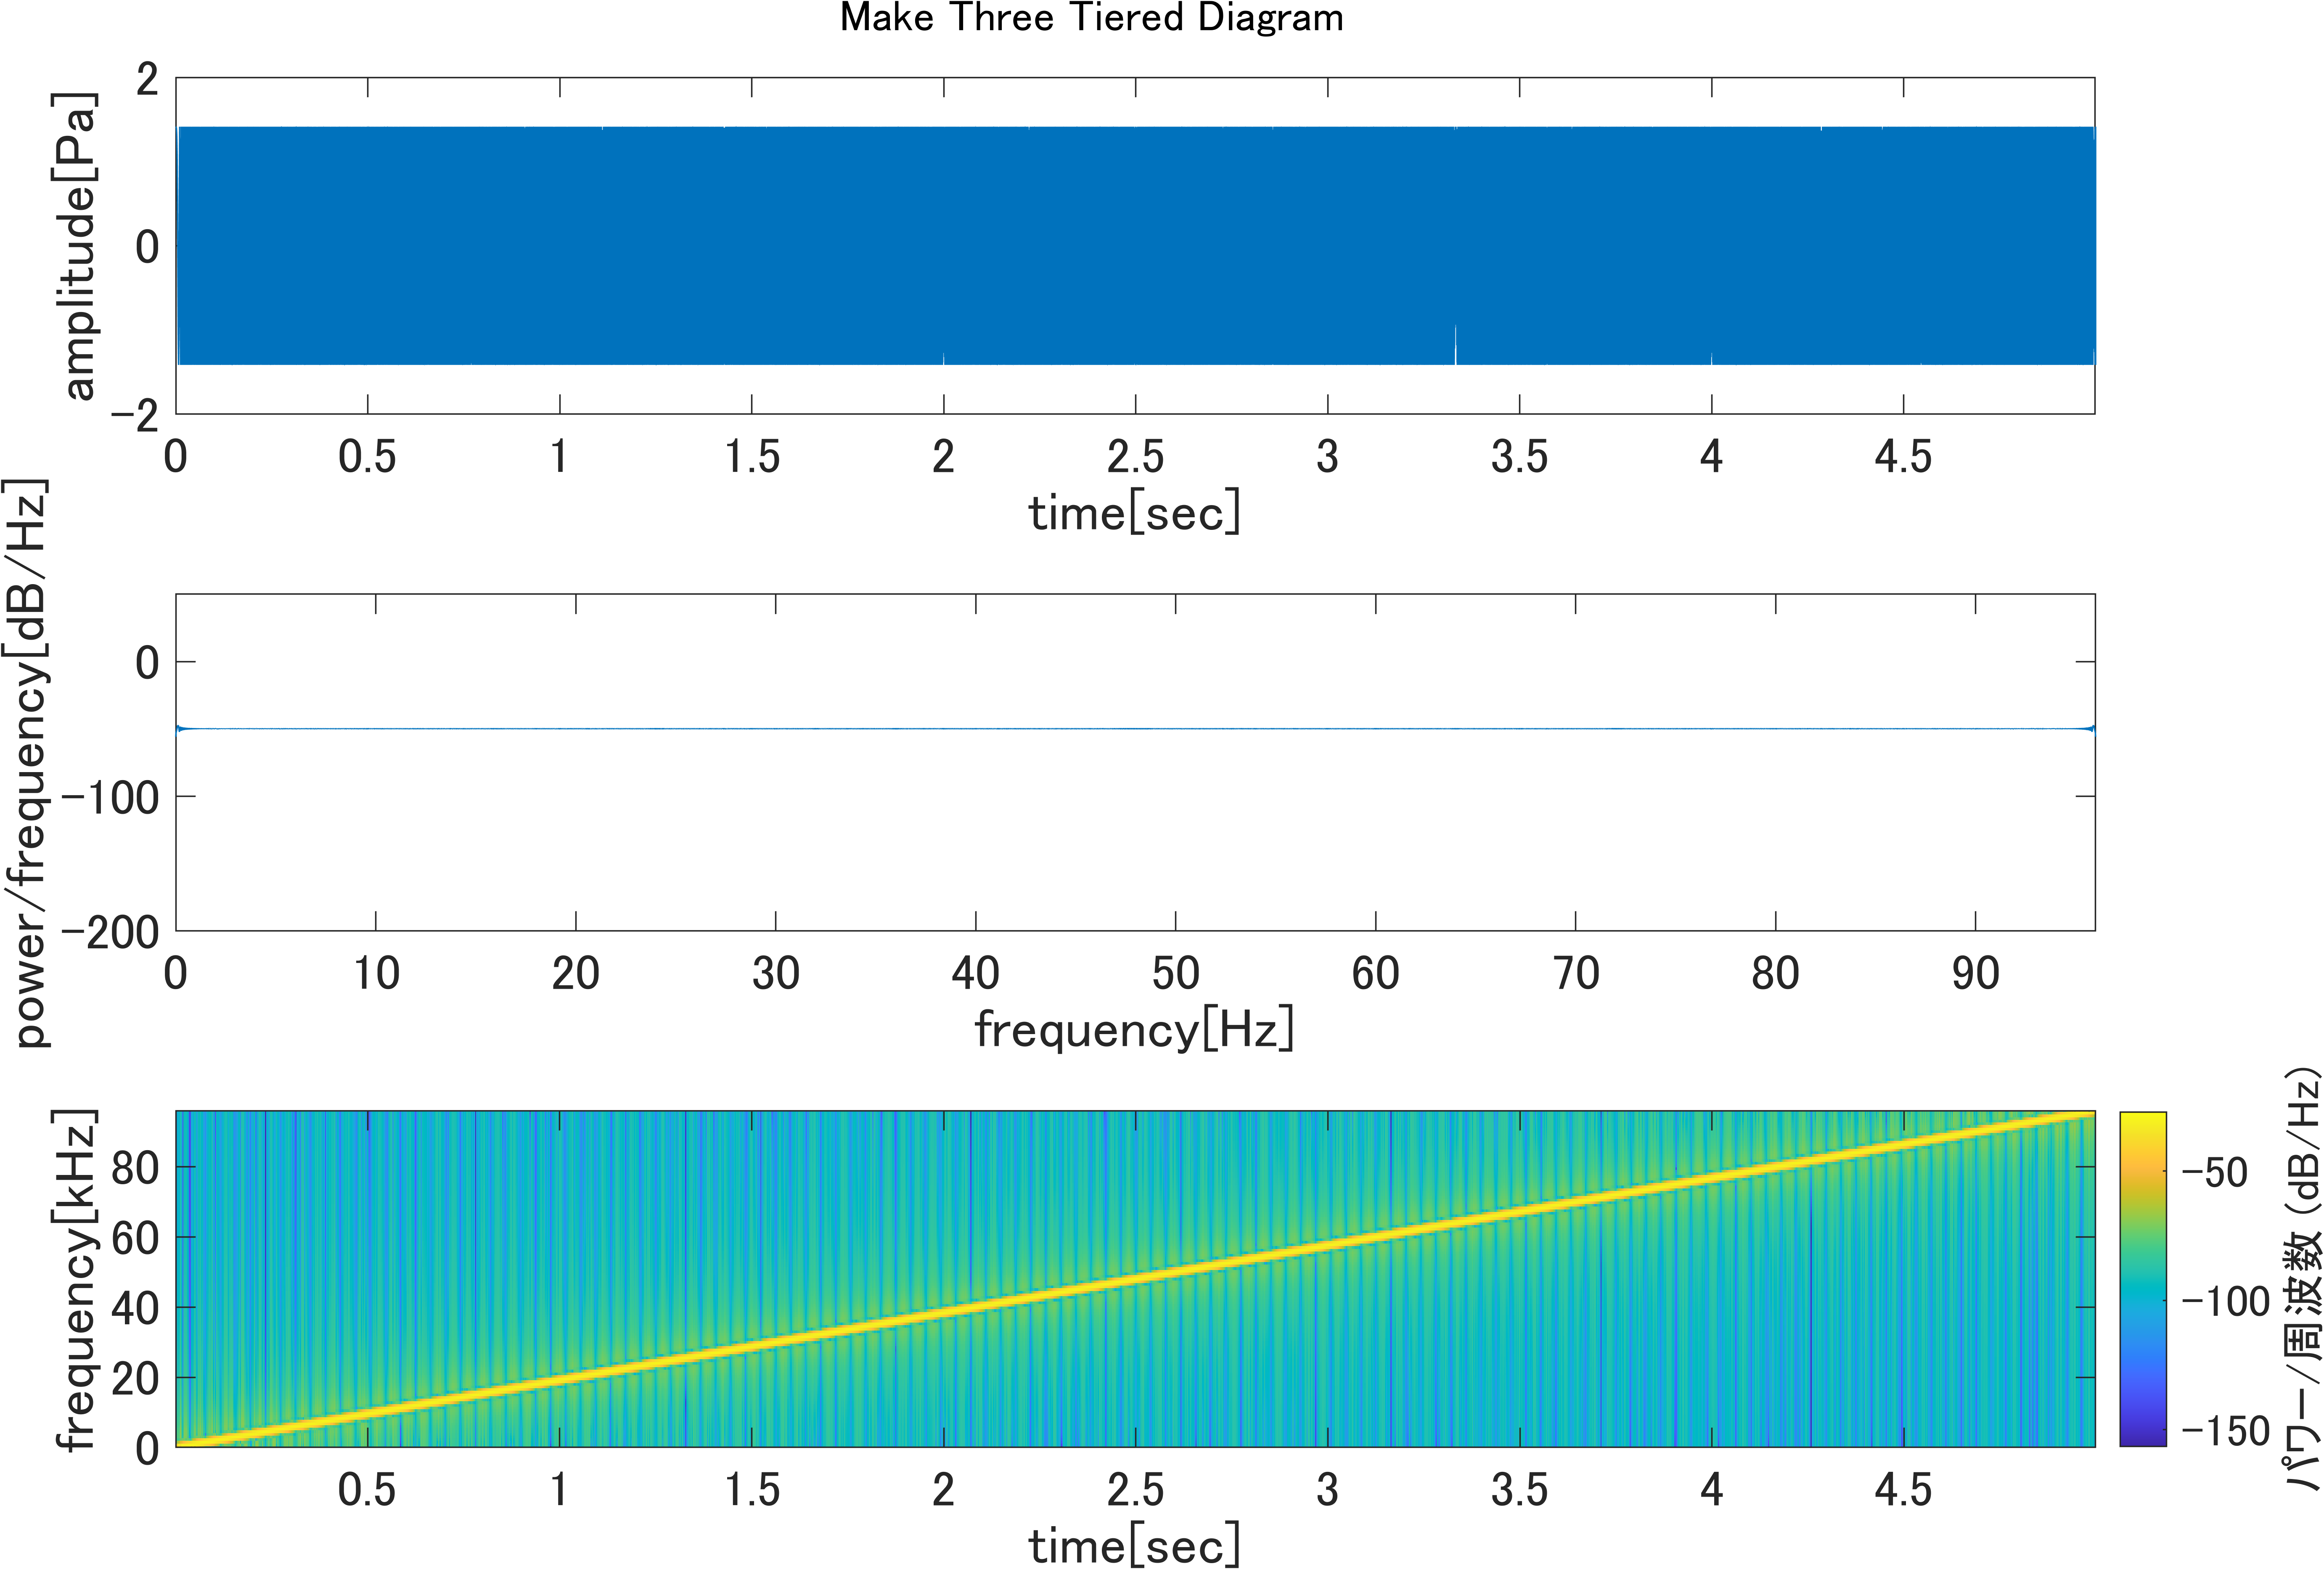 Make Three Tiered Diagram
amplitude[Pa]
2
0
−2
0 0.5 1 1.5 2 2.5 3 3.5 4 4.5
time[sec]
power/frequency[dB/Hz]
0
−100
−200
0 10 20 30 40 50 60 70 80 90
frequency[Hz]
frequency[kHz]
80
60
40
20
0
0.5 1 1.5 2 2.5 3 3.5 4 4.5
time[sec]
−50
−100
−150
パワー/周波数 (dB/Hz)